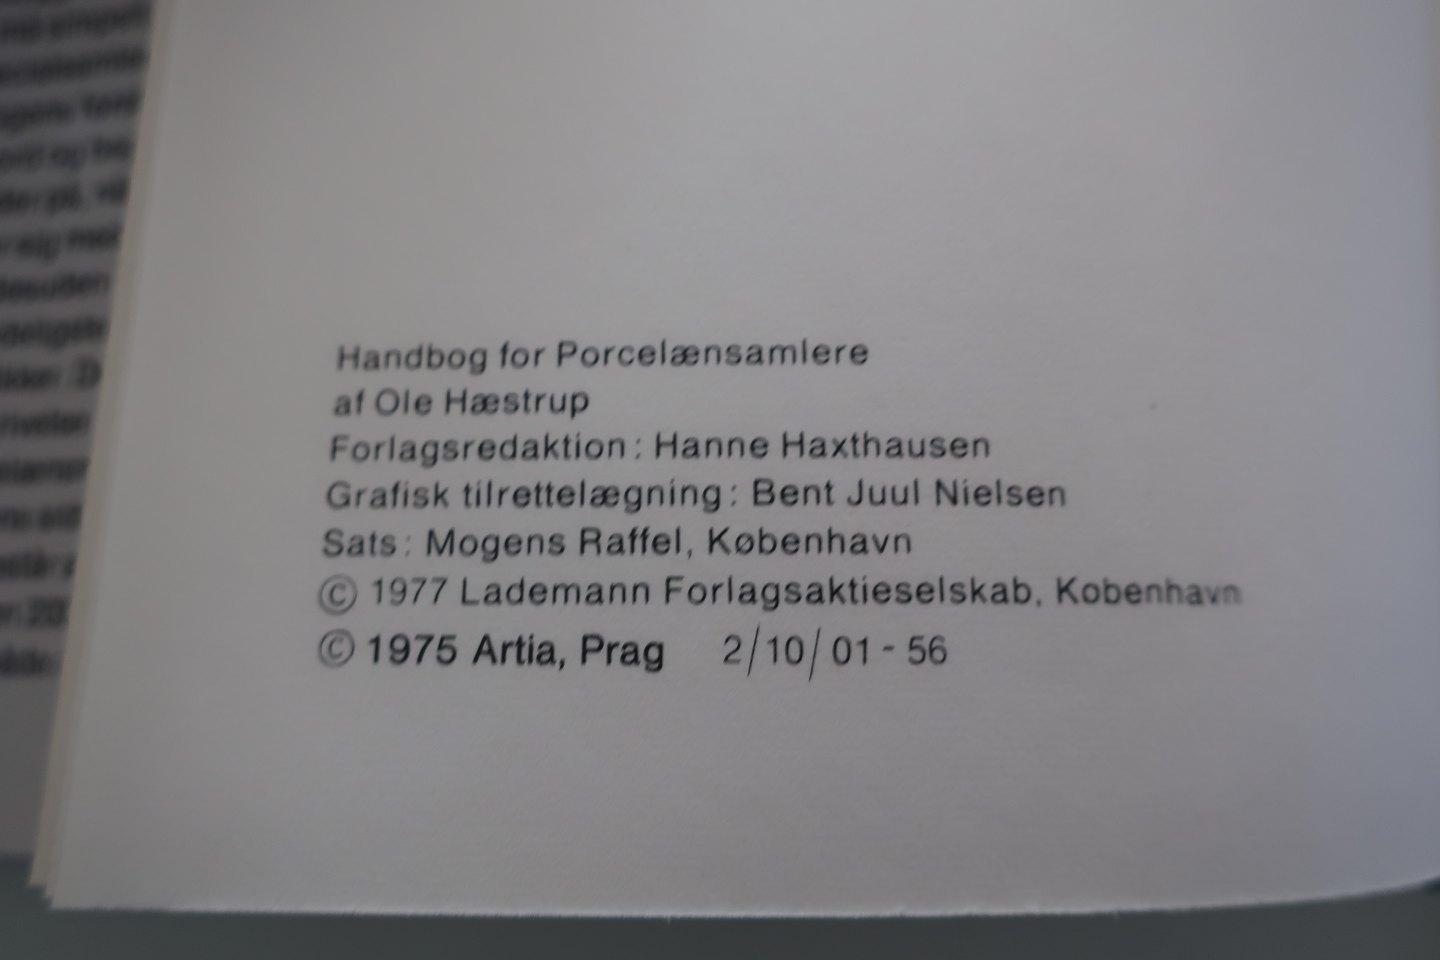 Handbog for Porcelænsamlere
af Ole Hæstrup
Forlagsredaktion: Hanne Haxthausen
Grafisk tilrettelægning: Bent Juul Nielsen
Sats: Mogens Raffel, København
© 1977 Lademann Forlagsaktieselskab, København
© 1975 Artia, Prag 2/10/01-56